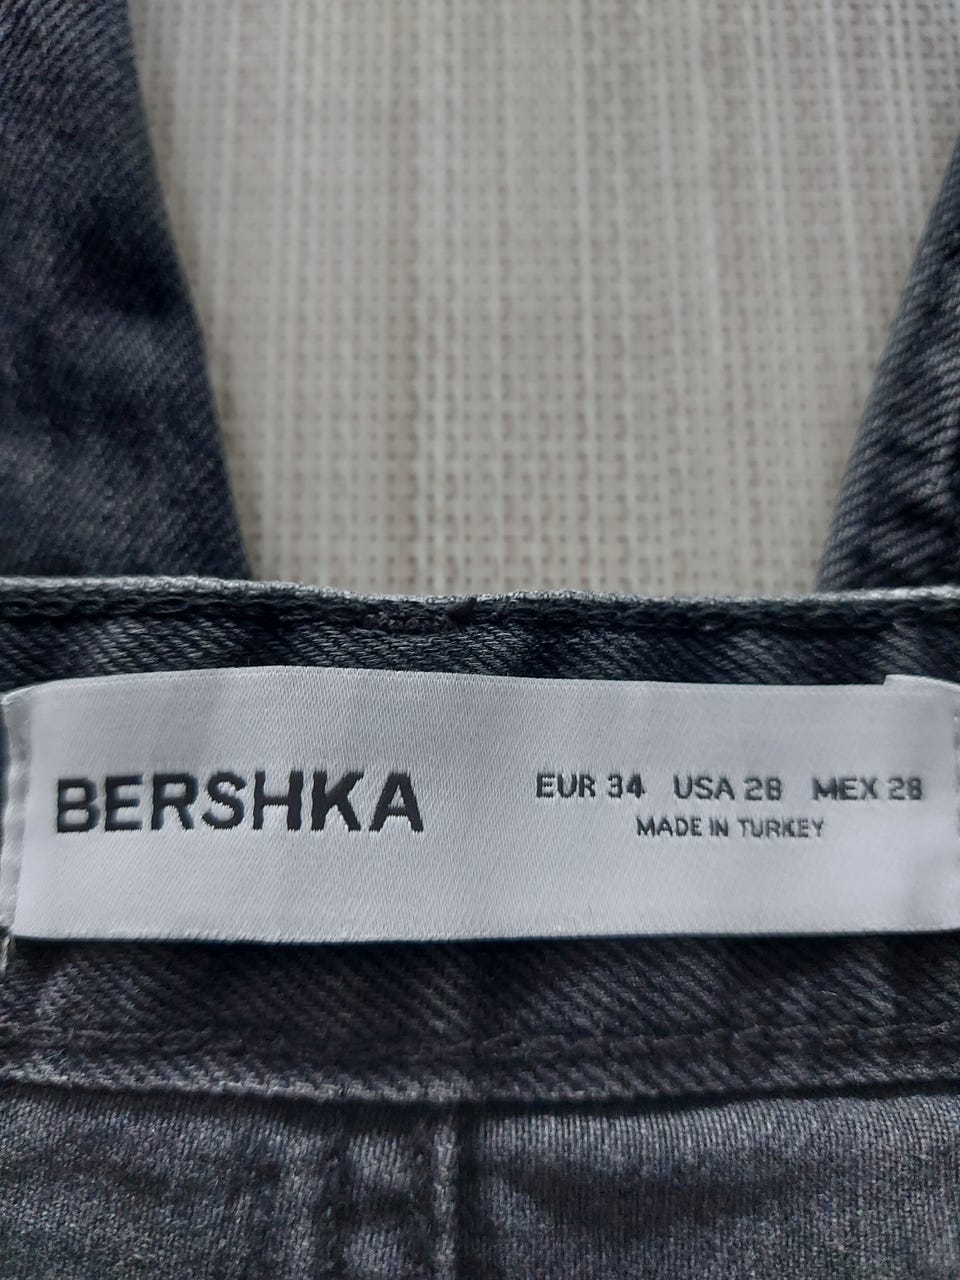 BERSHKA
EUR 34 USA 28 MEX 28
MADE IN TURKEY